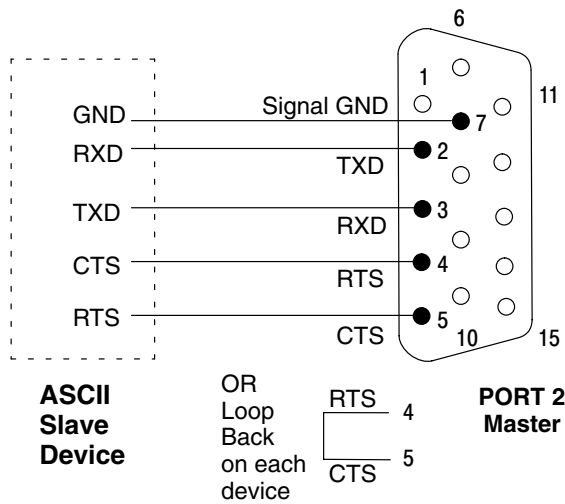 6
1
11
GND
Signal GND
7
RXD
TXD
2
TXD
RXD
3
CTS
RTS
4
RTS
CTS
5
10
15
ASCII
Slave
Device
OR
Loop
Back
on each
device
RTS
4
CTS
5
PORT 2
Master